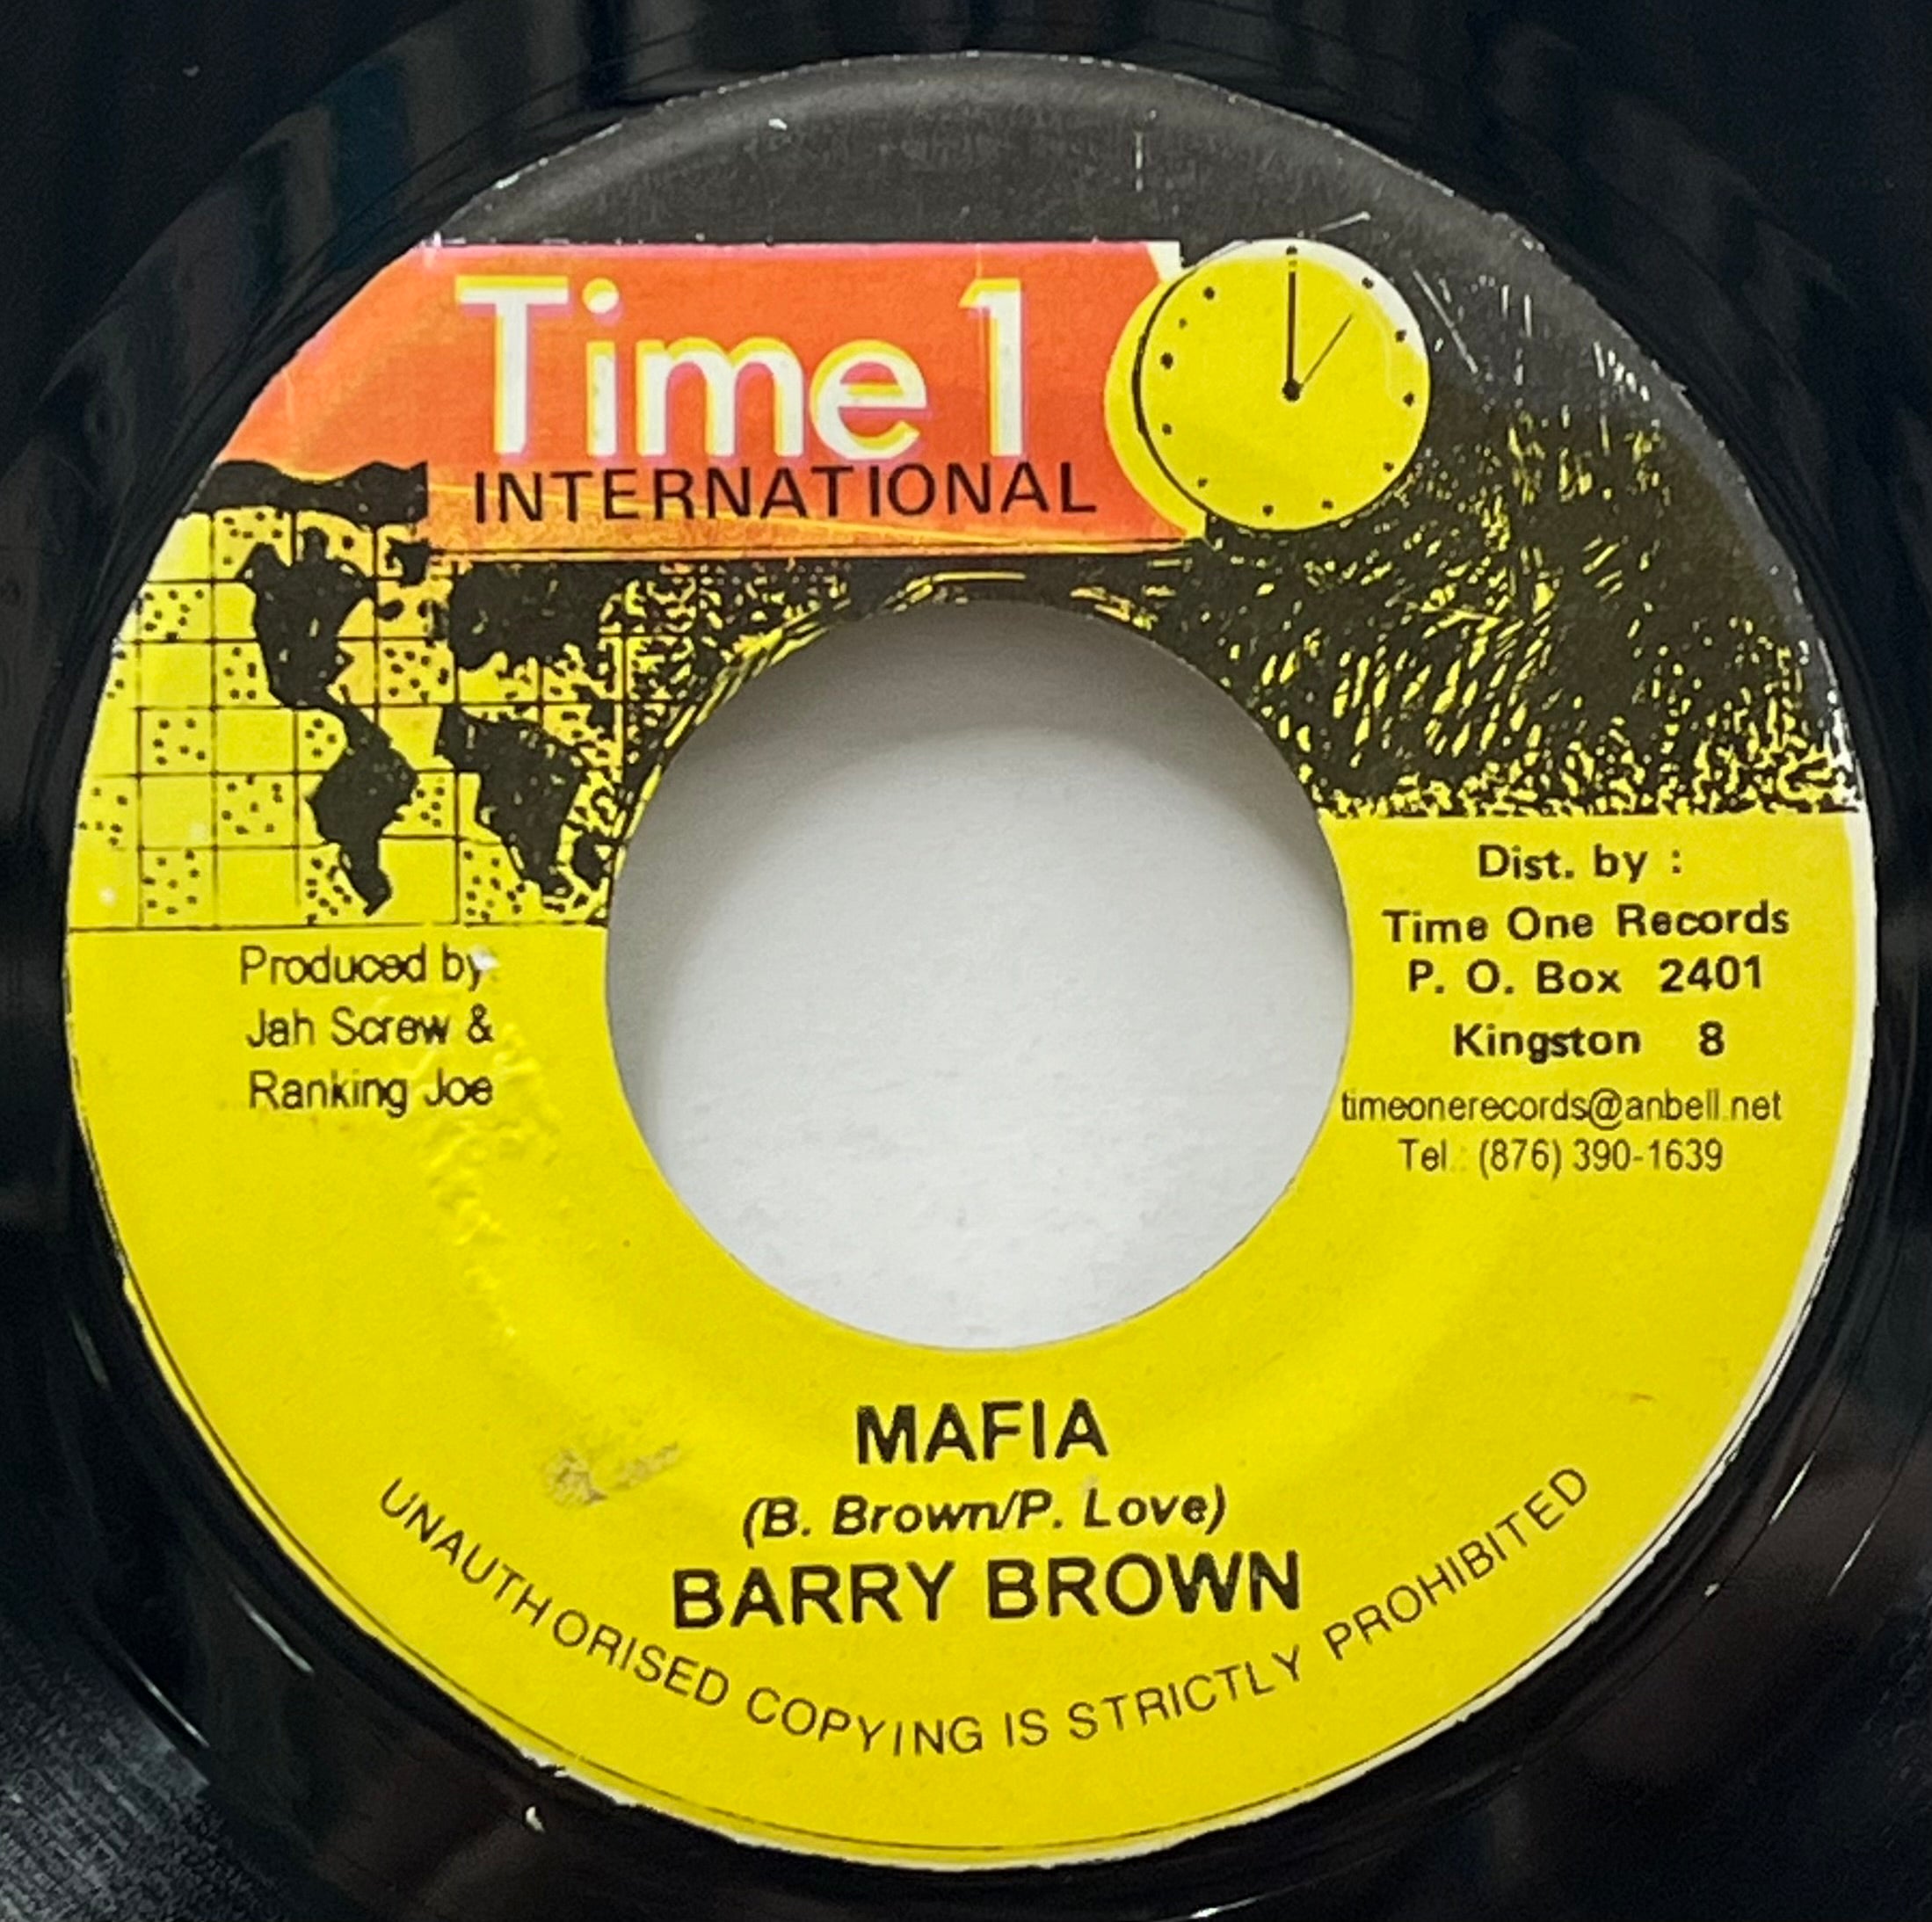 Time 1
INTERNATIONAL
Produced by:
Jah Screw &
Ranking Joe
Dist. by :
Time One Records
P. O. Box 2401
Kingston 8
timeonerecords@anbell.net
Tel.: (876) 390-1639
MAFIA
(B. Brown/P. Love)
BARRY BROWN
UNAUTHORISED COPYING IS STRICTLY PROHIBITED